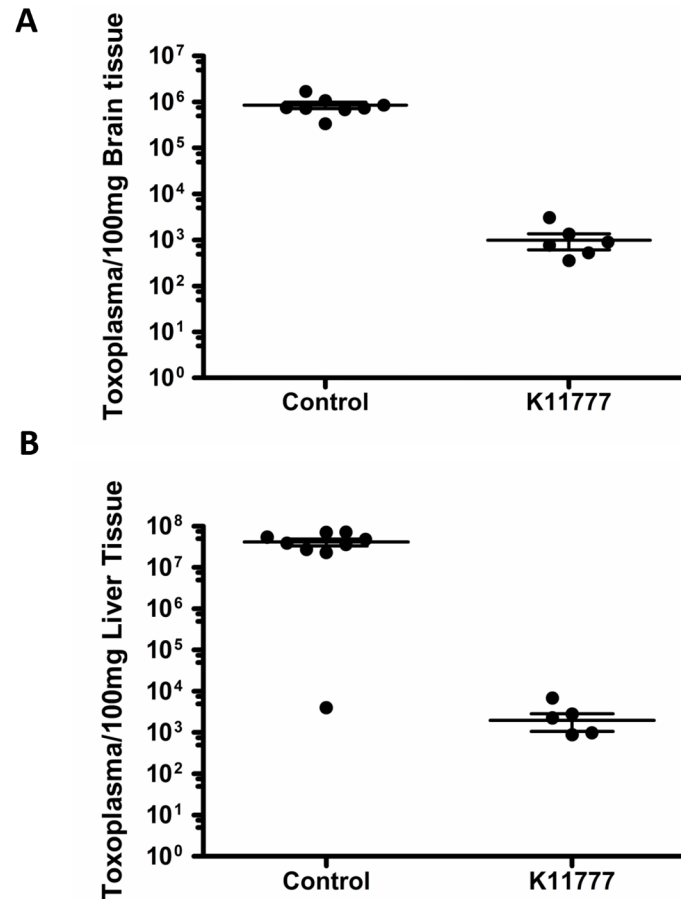 A
Toxoplasma/100mg Brain tissue
10⁷
10⁶
10⁵
10⁴
10³
10²
10¹
10⁰
Control K11777
B
Toxoplasma/100mg Liver Tissue
10⁸
10⁷
10⁶
10⁵
10⁴
10³
10²
10¹
10⁰
Control K11777